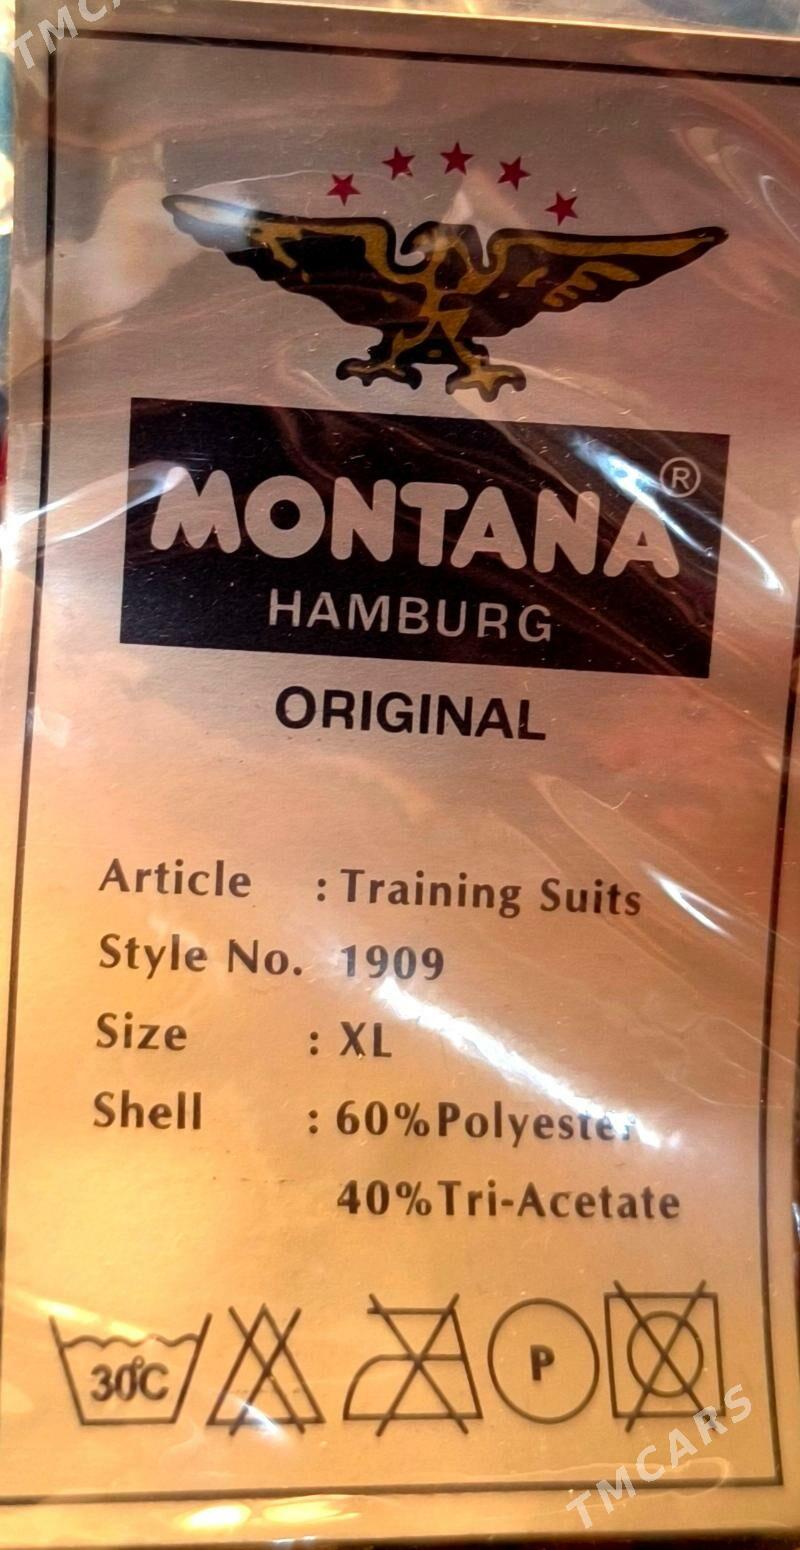 TMCA
MONTANA®
HAMBURG
ORIGINAL
Article : Training Suits
Style No. 1909
Size : XL
Shell : 60%Polyester
40%Tri-Acetate
30°C
P
TMCARS